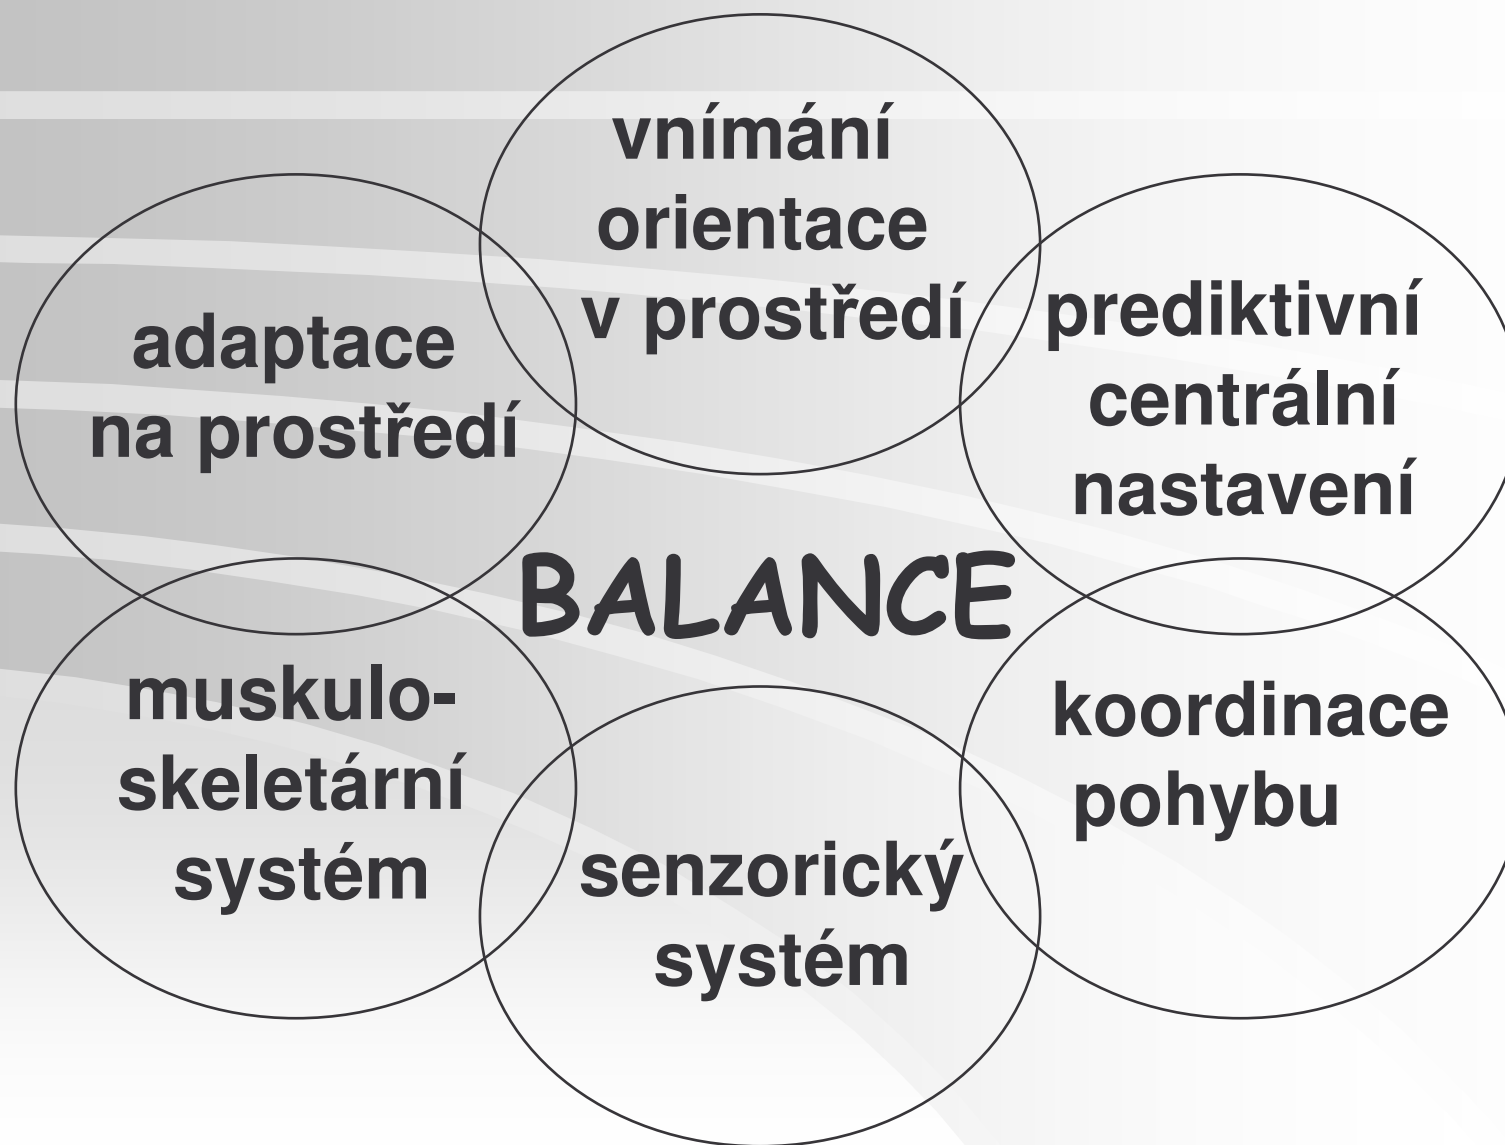 vnímání
orientace
v prostředí
adaptace
na prostředí
prediktivní
centrální
nastavení
BALANCE
muskulo-
skeletární
systém
koordinace
pohybu
senzorický
systém